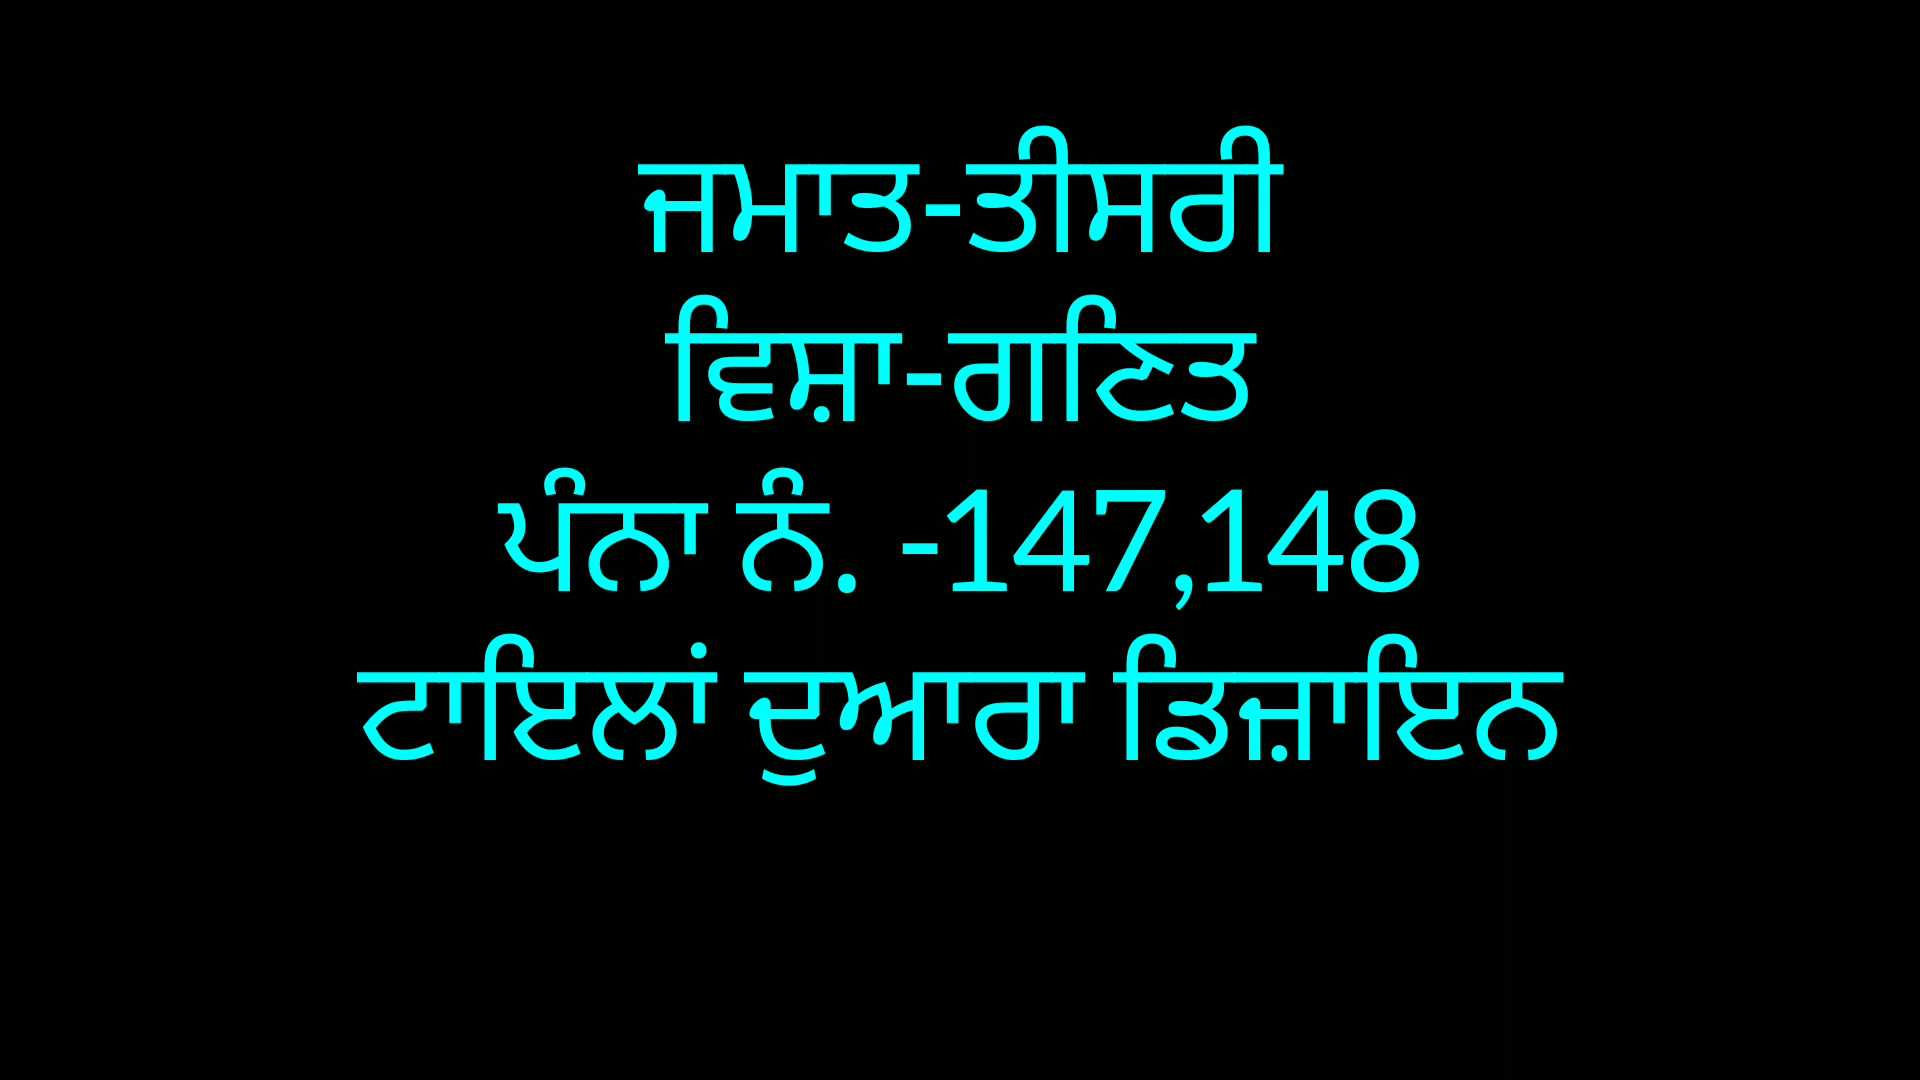 ਜਮਾਤ-ਤੀਸਰੀ
ਵਿਸ਼ਾ-ਗਣਿਤ
ਪੰਨਾ ਨੰ. -147,148
ਟਾਇਲਾਂ ਦੁਆਰਾ ਡਿਜ਼ਾਇਨ